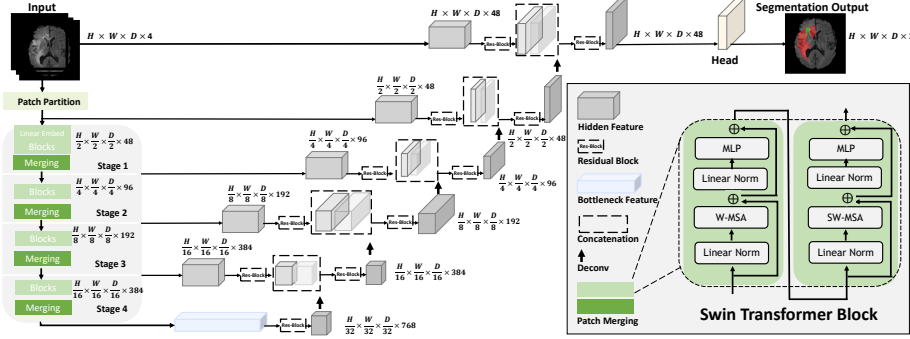 Input
H × W × D × 4
H × W × D × 48
Res-Block
Res-Block
H × W × D × 48
Head
Segmentation Output
H × W × D ×
Patch Partition
Linear Embed
Blocks
H/2 × W/2 × D/2 × 48
Merging
Stage 1
Blocks
H/4 × W/4 × D/4 × 96
Merging
Stage 2
Blocks
H/8 × W/8 × D/8 × 192
Merging
Stage 3
Blocks
H/16 × W/16 × D/16 × 384
Merging
Stage 4
H/2 × W/2 × D/2 × 48
Res-Block
Res-Block
H/2 × W/2 × D/2 × 48
H/4 × W/4 × D/4 × 96
Res-Block
Res-Block
H/4 × W/4 × D/4 × 96
H/8 × W/8 × D/8 × 192
Res-Block
Res-Block
H/8 × W/8 × D/8 × 192
H/16 × W/16 × D/16 × 384
Res-Block
Res-Block
H/16 × W/16 × D/16 × 384
Res-Block
H/32 × W/32 × D/32 × 768
Hidden Feature
Res-Block
Residual Block
Bottleneck Feature
Concatenation
Deconv
Patch Merging
MLP
Linear Norm
W-MSA
Linear Norm
MLP
Linear Norm
SW-MSA
Linear Norm
Swin Transformer Block